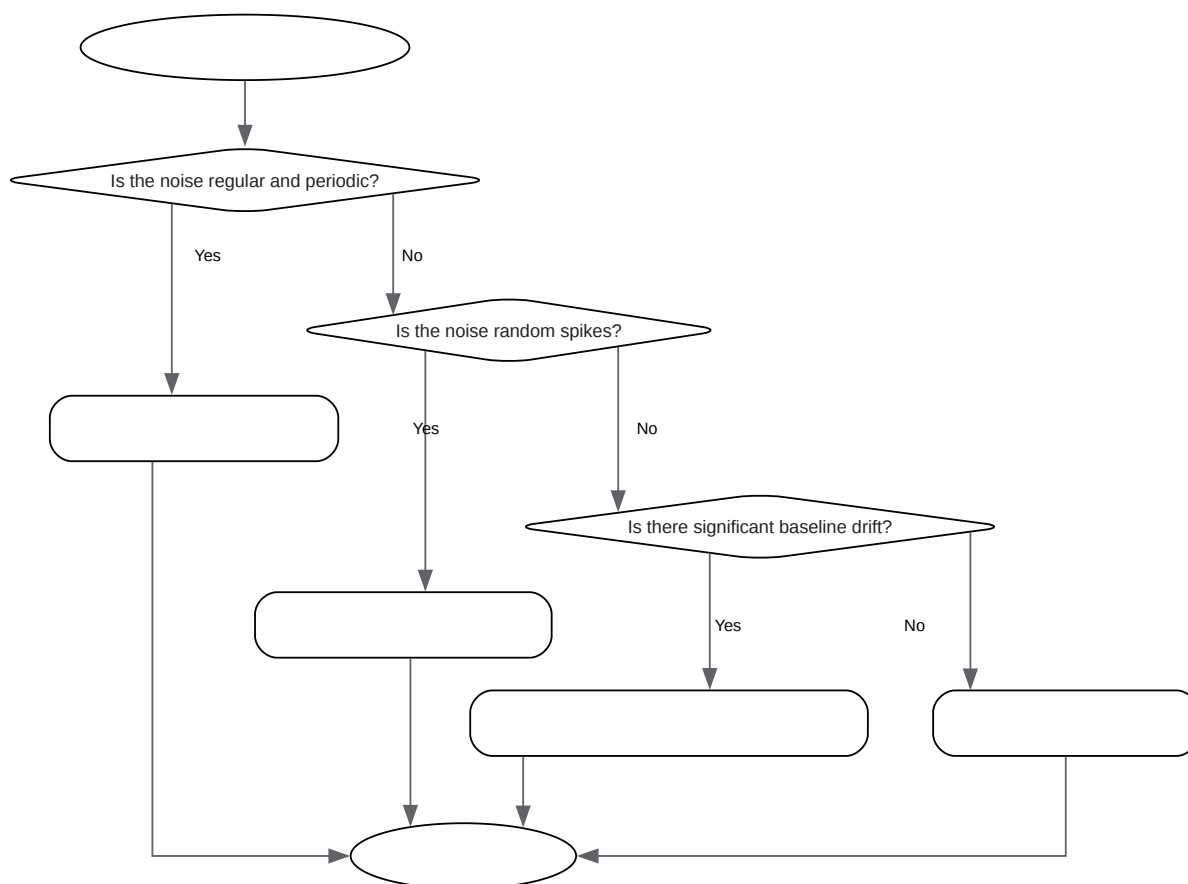 Is the noise regular and periodic?
Yes
No
Is the noise random spikes?
Yes
No
Is there significant baseline drift?
Yes
No